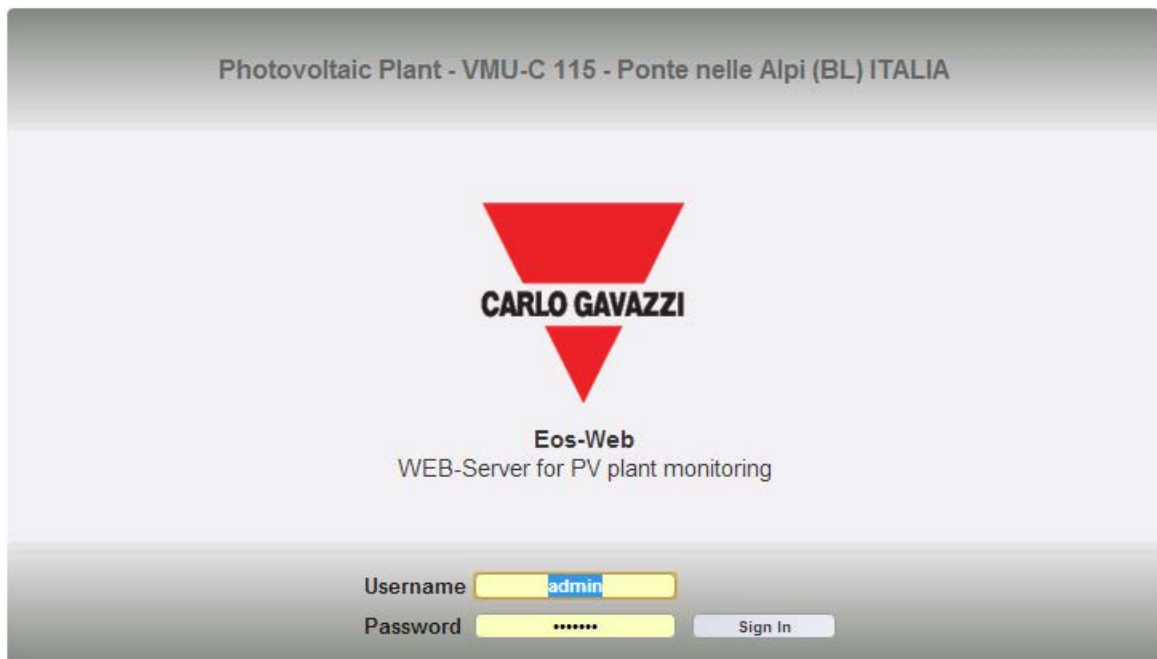 Photovoltaic Plant - VMU-C 115 - Ponte nelle Alpi (BL) ITALIA
CARLO GAVAZZI
Eos-Web
WEB-Server for PV plant monitoring
Username admin
Password ••••••• Sign In